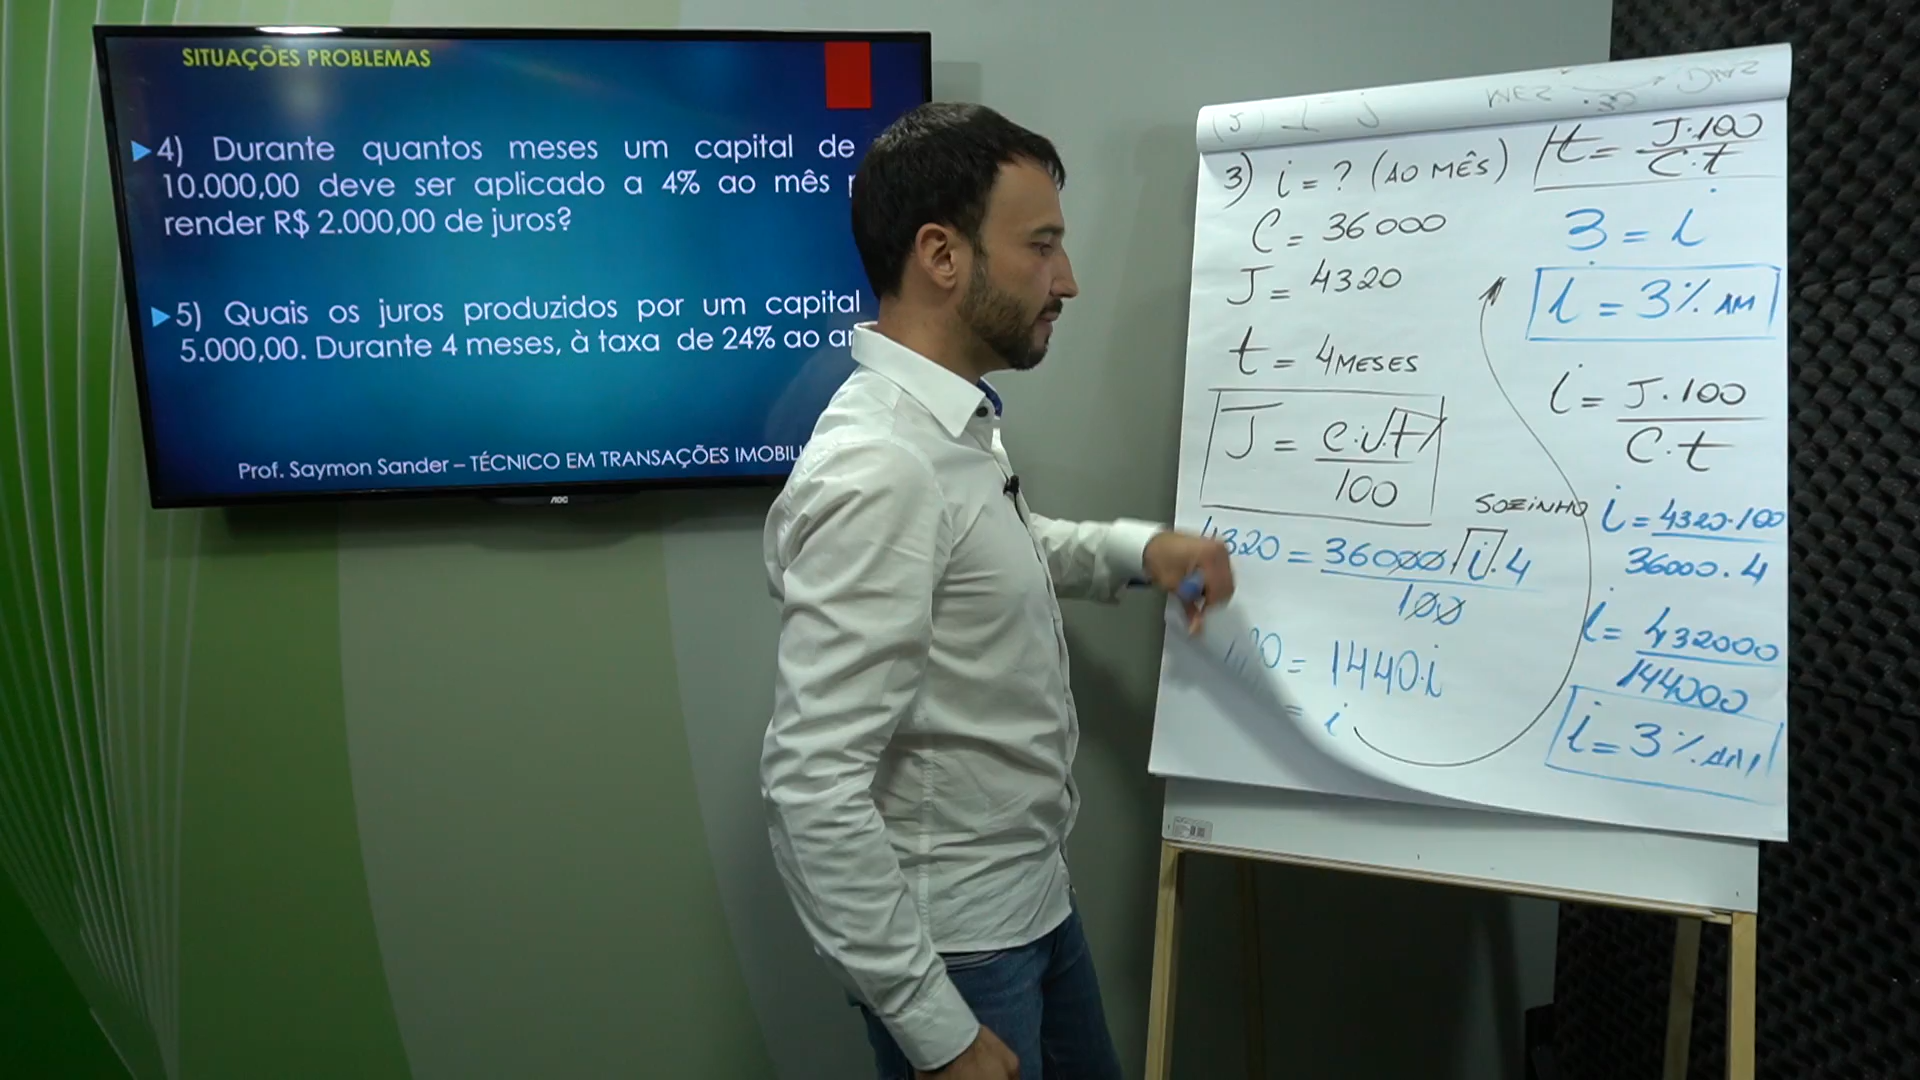 SITUAÇÕES PROBLEMAS
4) Durante quantos meses um capital de
10.000,00 deve ser aplicado a 4% ao mês
render R$ 2.000,00 de juros?
5) Quais os juros produzidos por um capital
5.000,00. Durante 4 meses, à taxa de 24% ao
Prof. Saymon Sander – TÉCNICO EM TRANSAÇÕES
AOC
3) i = ? (AO MÊS)
C = 36000
J = 4320
t = 4 MESES
J = C.i.t
100
4320 = 36000.i.4
100
= 1440.i
= i
t = J.100
C.t
3 = i
i = 3% AM
i = J.100
C.t
SOZINHO
i = 4320.100
36000.4
i = 432000
144000
i = 3% AM